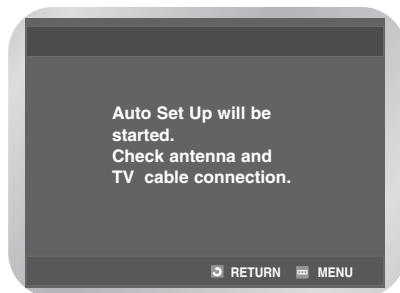 Auto Set Up will be
started.
Check antenna and
TV cable connection.
RETURN MENU